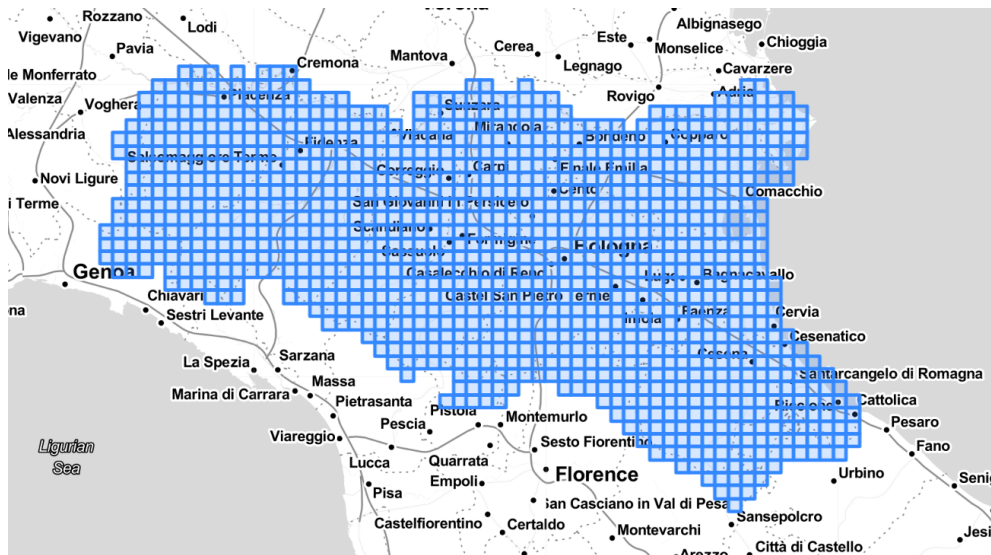 Rozzano
Lodi
Vigevano
Pavia
Albignasego
Este
Monselice
Chioggia
Cerea
Mantova
Legnago
Cremona
Cavarzere
le Monferrato
Rovigo
Adria
Valenza
Voghera
Piacenza
Suzzara
Alessandria
Viadana
Mirandola
Bondeno
Copparo
Fidenza
Salsomaggiore Terme
Correggio
Carpi
Finale Emilia
Novi Ligure
Cento
Comacchio
i Terme
San Giovanni in Persiceto
Scandiano
Formigine
Sassuolo
Bologna
Genoa
Casalecchio di Reno
Lugo
Bagnacavallo
Chiavari
Castel San Pietro Terme
Sestri Levante
Imola
Faenza
Cervia
Cesenatico
La Spezia
Sarzana
Cesena
Massa
Santarcangelo di Romagna
Marina di Carrara
Pietrasanta
Riccione
Cattolica
Pistoia
Montemurlo
Pescia
Pesaro
Viareggio
Sesto Fiorentino
Fano
Ligurian
Sea
Lucca
Quarrata
Florence
Urbino
Empoli
Pisa
San Casciano in Val di Pesa
Sansepolcro
Castelfiorentino
Certaldo
Montevarchi
Jesi
Città di Castello
Arezzo